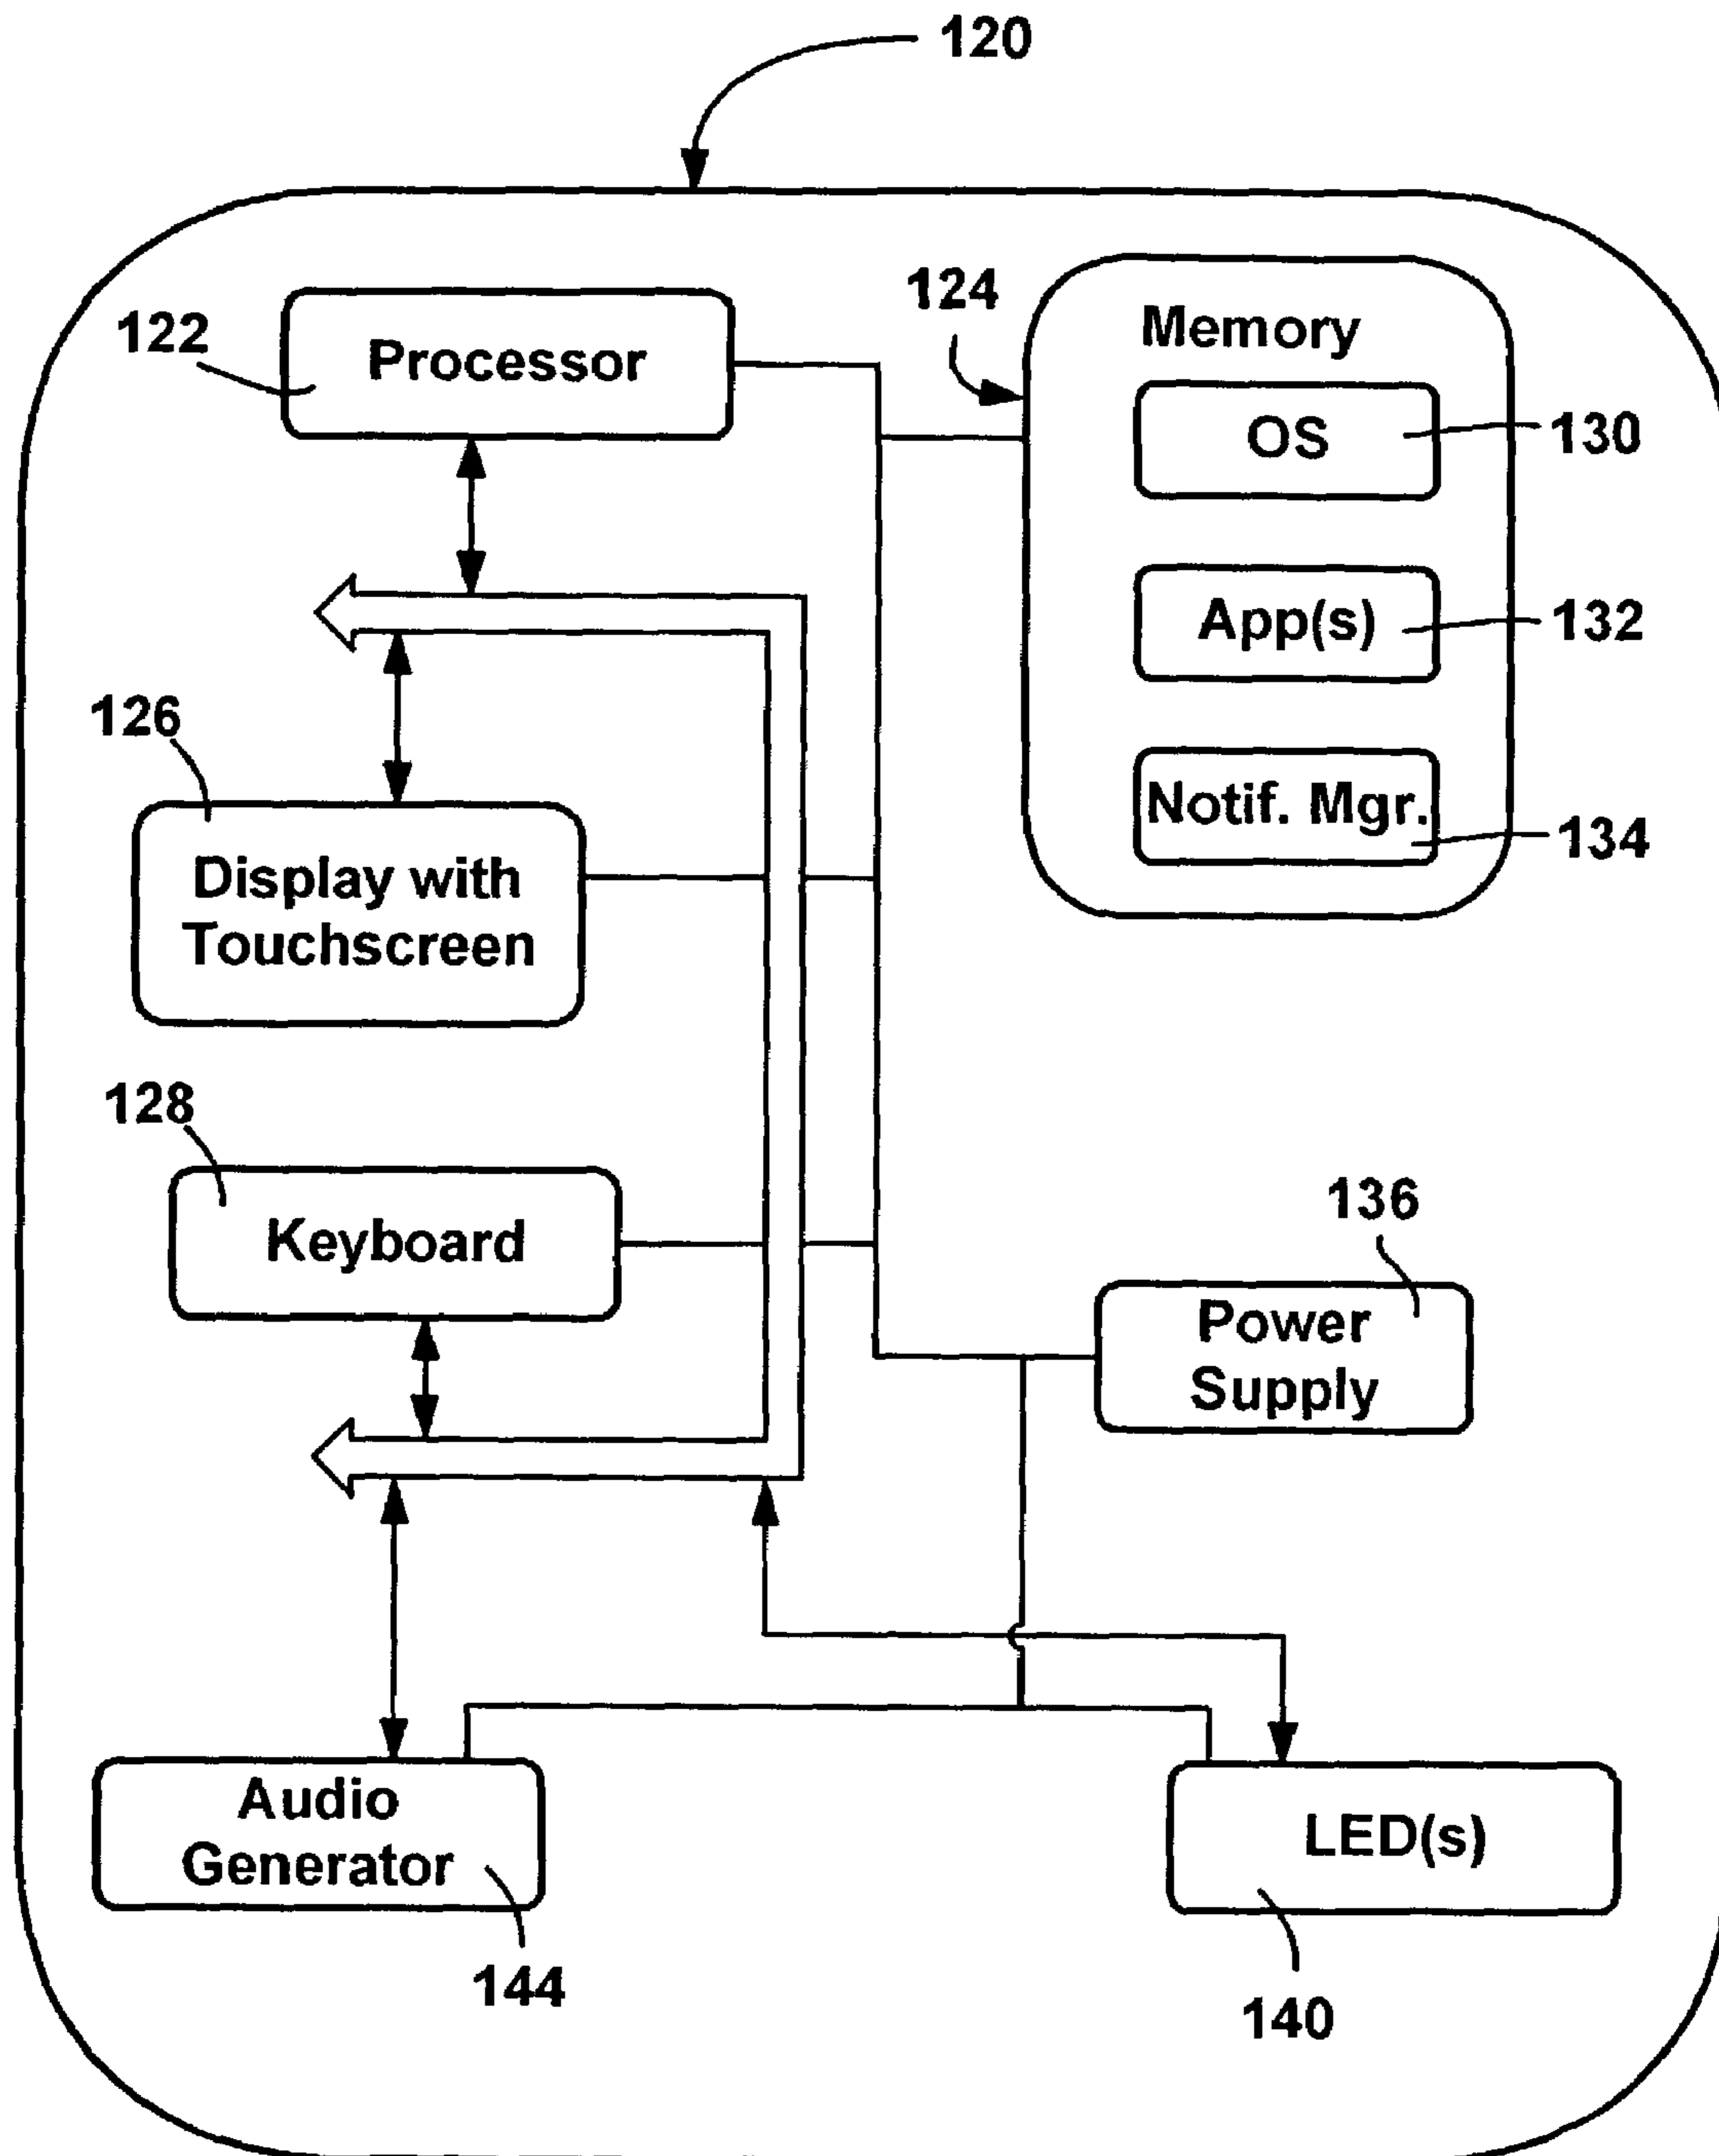 120
124
Memory
122
Processor
OS
130
App(s)
132
126
Notif. Mgr.
134
Display with
Touchscreen
128
136
Keyboard
Power
Supply
Audio
Generator
LED(s)
144
140